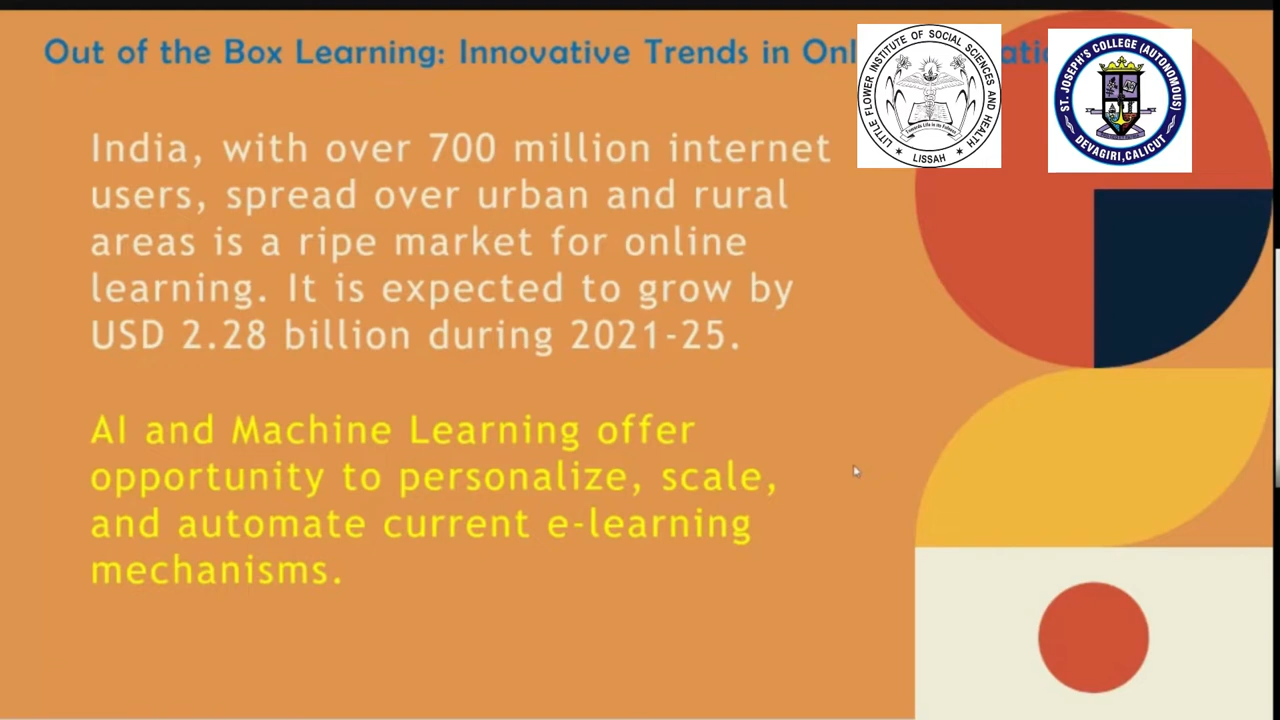 Out of the Box Learning: Innovative Trends in Onl
India, with over 700 million internet
users, spread over urban and rural
areas is a ripe market for online
learning. It is expected to grow by
USD 2.28 billion during 2021-25.
AI and Machine Learning offer
opportunity to personalize, scale,
and automate current e-learning
mechanisms.
LITTLE FLOWER INSTITUTE OF SOCIAL SCIENCES AND HEALTH
LISSAH
ST. JOSEPH'S COLLEGE (AUTONOMOUS)
DEVAGIRI, CALICUT